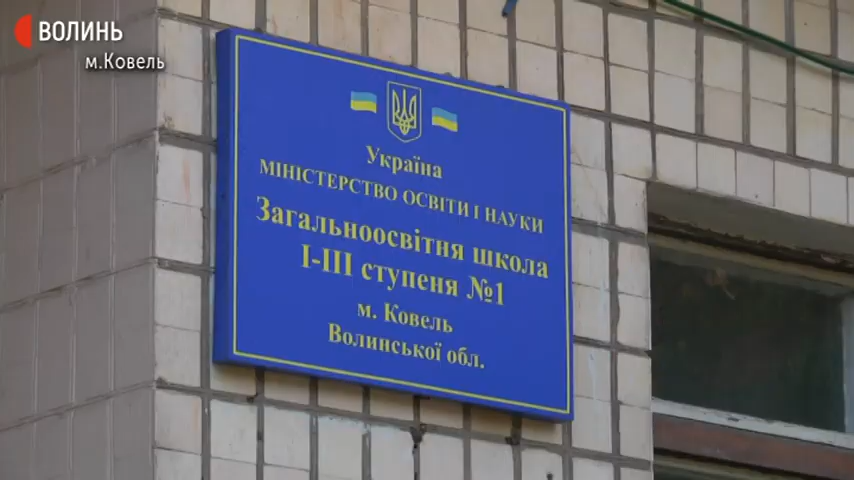 ВОЛИНЬ
м.Ковель
Україна
МІНІСТЕРСТВО ОСВІТИ І НАУКИ
Загальноосвітня школа
І-ІІІ ступеня №1
м. Ковель
Волинської обл.